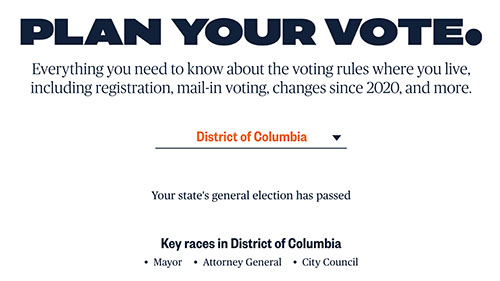 PLAN YOUR VOTE.
Everything you need to know about the voting rules where you live,
including registration, mail-in voting, changes since 2020, and more.
District of Columbia
Your state's general election has passed
Key races in District of Columbia
• Mayor • Attorney General • City Council